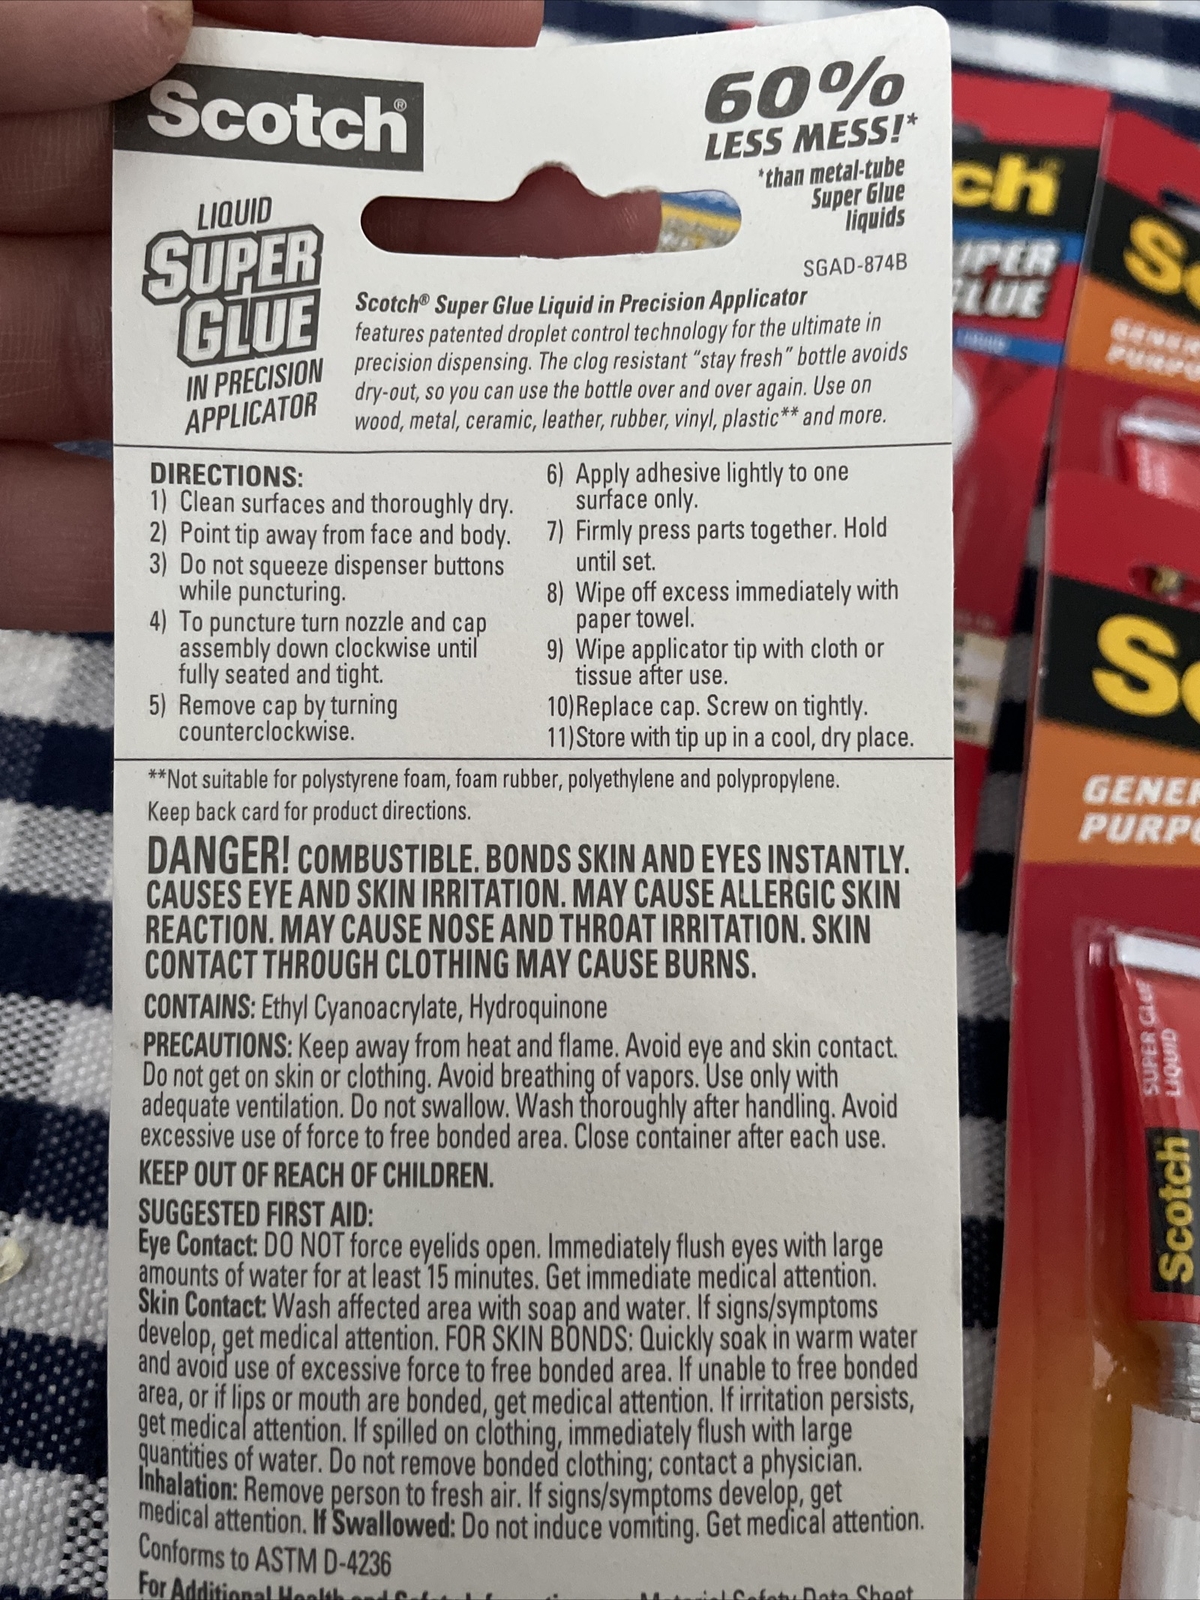 Scotch®
60%
LESS MESS!*
*than metal-tube
Super Glue
liquids
SGAD-874B
LIQUID
SUPER
GLUE
IN PRECISION
APPLICATOR
Scotch® Super Glue Liquid in Precision Applicator
features patented droplet control technology for the ultimate in
precision dispensing. The clog resistant "stay fresh" bottle avoids
dry-out, so you can use the bottle over and over again. Use on
wood, metal, ceramic, leather, rubber, vinyl, plastic** and more.
DIRECTIONS:
1) Clean surfaces and thoroughly dry.
2) Point tip away from face and body.
3) Do not squeeze dispenser buttons
while puncturing.
4) To puncture turn nozzle and cap
assembly down clockwise until
fully seated and tight.
5) Remove cap by turning
counterclockwise.
6) Apply adhesive lightly to one
surface only.
7) Firmly press parts together. Hold
until set.
8) Wipe off excess immediately with
paper towel.
9) Wipe applicator tip with cloth or
tissue after use.
10)Replace cap. Screw on tightly.
11)Store with tip up in a cool, dry place.
**Not suitable for polystyrene foam, foam rubber, polyethylene and polypropylene.
Keep back card for product directions.
DANGER! COMBUSTIBLE. BONDS SKIN AND EYES INSTANTLY.
CAUSES EYE AND SKIN IRRITATION. MAY CAUSE ALLERGIC SKIN
REACTION. MAY CAUSE NOSE AND THROAT IRRITATION. SKIN
CONTACT THROUGH CLOTHING MAY CAUSE BURNS.
CONTAINS: Ethyl Cyanoacrylate, Hydroquinone
PRECAUTIONS: Keep away from heat and flame. Avoid eye and skin contact.
Do not get on skin or clothing. Avoid breathing of vapors. Use only with
adequate ventilation. Do not swallow. Wash thoroughly after handling. Avoid
excessive use of force to free bonded area. Close container after each use.
KEEP OUT OF REACH OF CHILDREN.
SUGGESTED FIRST AID:
Eye Contact: DO NOT force eyelids open. Immediately flush eyes with large
amounts of water for at least 15 minutes. Get immediate medical attention.
Skin Contact: Wash affected area with soap and water. If signs/symptoms
develop, get medical attention. FOR SKIN BONDS: Quickly soak in warm water
and avoid use of excessive force to free bonded area. If unable to free bonded
area, or if lips or mouth are bonded, get medical attention. If irritation persists,
get medical attention. If spilled on clothing, immediately flush with large
quantities of water. Do not remove bonded clothing; contact a physician.
Inhalation: Remove person to fresh air. If signs/symptoms develop, get
medical attention. If Swallowed: Do not induce vomiting. Get medical attention.
Conforms to ASTM D-4236
For Additional Health and Safety Data Sheet
ch
UPER
GLUE
LIQUID
Sc
GENER
PURPO
Sc
GENER
PURPO
SUPER GLUE
LIQUID
Scotch